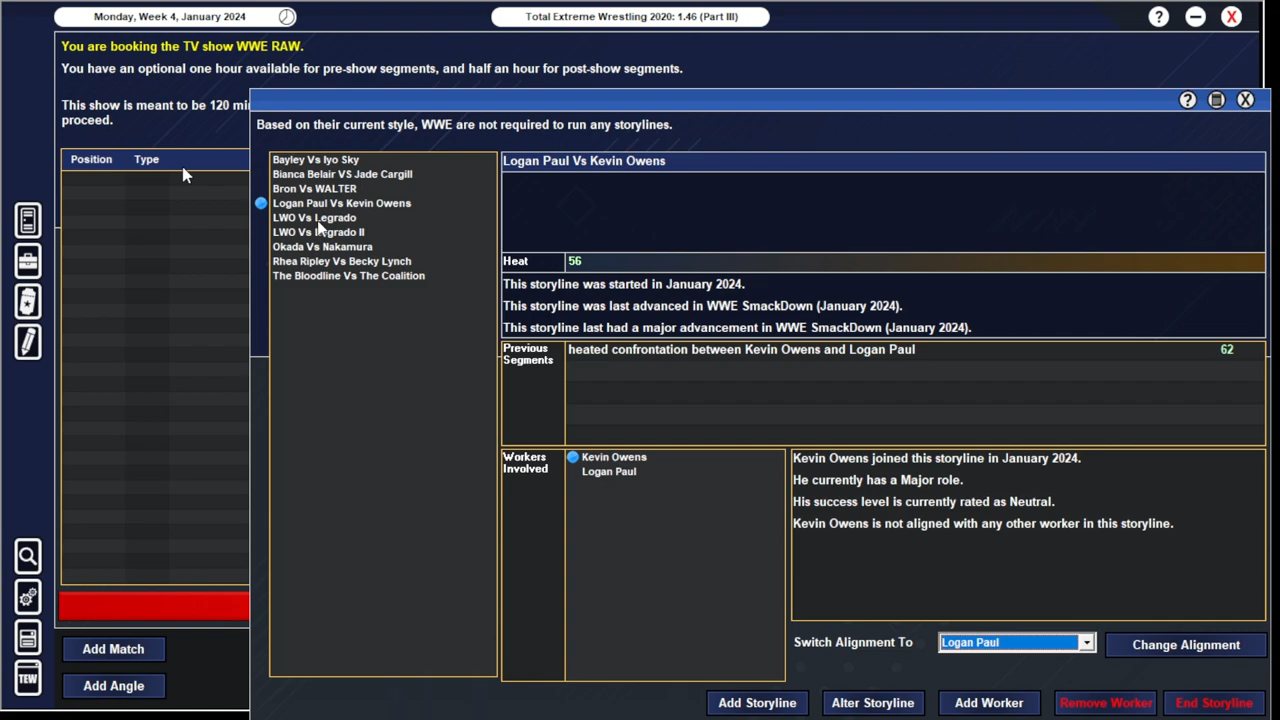 Monday, Week 4, January 2024
Total Extreme Wrestling 2020: 1.46 (Part III)
?
X
You are booking the TV show WWE RAW.
You have an optional one hour available for pre-show segments, and half an hour for post-show segments.
This show is meant to be 120 min
proceed.
?
X
Based on their current style, WWE are not required to run any storylines.
Position Type
Bayley Vs Iyo Sky
Bianca Belair VS Jade Cargill
Bron Vs WALTER
Logan Paul Vs Kevin Owens
LWO Vs Legrado
LWO Vs Legrado II
Okada Vs Nakamura
Rhea Ripley Vs Becky Lynch
The Bloodline Vs The Coalition
Logan Paul Vs Kevin Owens
Heat 56
This storyline was started in January 2024.
This storyline was last advanced in WWE SmackDown (January 2024).
This storyline last had a major advancement in WWE SmackDown (January 2024).
Previous
Segments
heated confrontation between Kevin Owens and Logan Paul 62
Workers
Involved
Kevin Owens
Logan Paul
Kevin Owens joined this storyline in January 2024.
He currently has a Major role.
His success level is currently rated as Neutral.
Kevin Owens is not aligned with any other worker in this storyline.
Switch Alignment To Logan Paul Change Alignment
Add Match
Add Angle
TEW
Add Storyline Alter Storyline Add Worker Remove Worker End Storyline